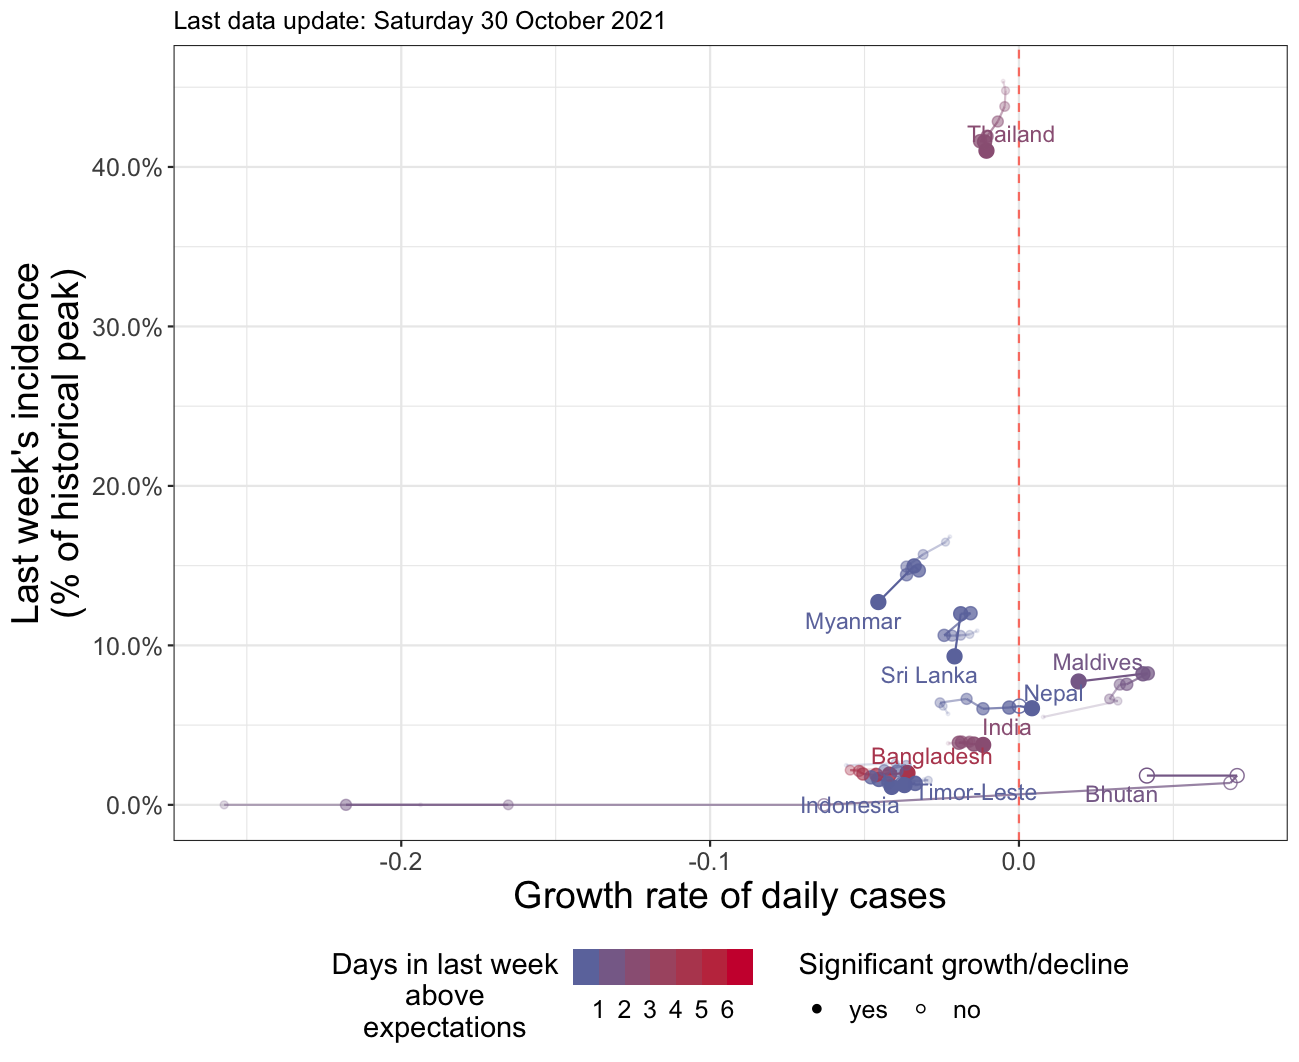 Last data update: Saturday 30 October 2021
Last week's incidence
(% of historical peak)
40.0%
30.0%
20.0%
10.0%
0.0%
Thailand
Myanmar
Sri Lanka
Maldives
Nepal
India
Bangladesh
Timor-Leste
Indonesia
Bhutan
-0.2
-0.1
0.0
Growth rate of daily cases
Days in last week
above
expectations
1 2 3 4 5 6
Significant growth/decline
yes no